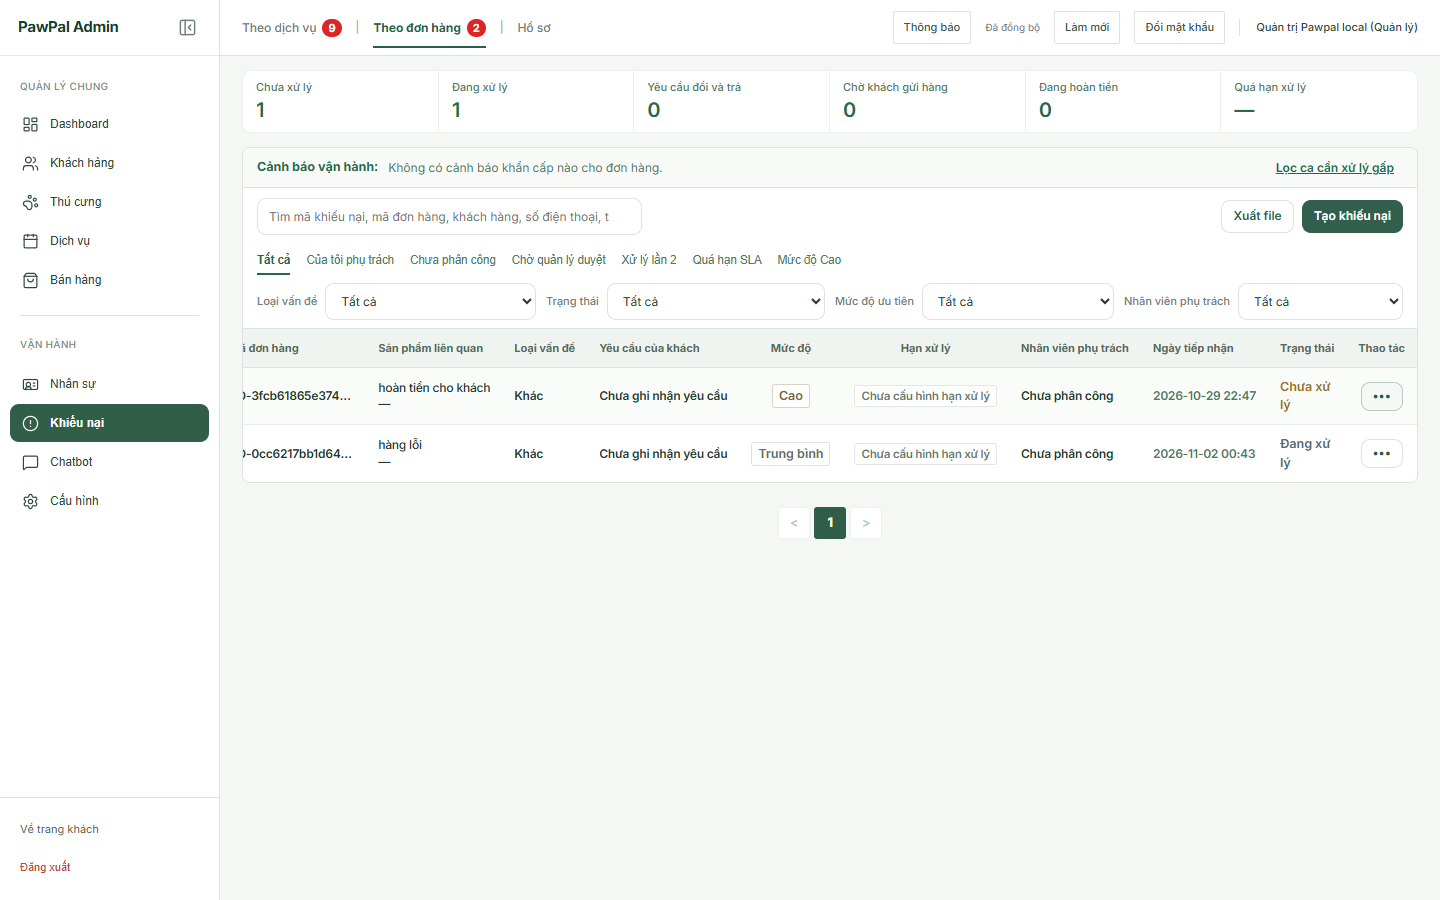 PawPal Admin
Theo dịch vụ 9 | Theo đơn hàng 2 | Hồ sơ
Thông báo Đã đồng bộ Làm mới Đổi mật khẩu Quản trị Pawpal local (Quản lý)
QUẢN LÝ CHUNG
Dashboard
Khách hàng
Thú cưng
Dịch vụ
Bán hàng
VẬN HÀNH
Nhân sự
Khiếu nại
Chatbot
Cấu hình
Về trang khách
Đăng xuất
Chưa xử lý Đang xử lý Yêu cầu đổi và trả Chờ khách gửi hàng Đang hoàn tiền Quá hạn xử lý
1 1 0 0 0 —
Cảnh báo vận hành: Không có cảnh báo khẩn cấp nào cho đơn hàng. Lọc ca cần xử lý gấp
Tìm mã khiếu nại, mã đơn hàng, khách hàng, số điện thoại, t
Xuất file Tạo khiếu nại
Tất cả Của tôi phụ trách Chưa phân công Chờ quản lý duyệt Xử lý lần 2 Quá hạn SLA Mức độ Cao
Loại vấn đề Tất cả Trạng thái Tất cả Mức độ ưu tiên Tất cả Nhân viên phụ trách Tất cả
đơn hàng Sản phẩm liên quan Loại vấn đề Yêu cầu của khách Mức độ Hạn xử lý Nhân viên phụ trách Ngày tiếp nhận Trạng thái Thao tác
-3fcb61865e374... hoàn tiền cho khách — Khác Chưa ghi nhận yêu cầu Cao Chưa cấu hình hạn xử lý Chưa phân công 2026-10-29 22:47 Chưa xử lý •••
-0cc6217bb1d64... hàng lỗi — Khác Chưa ghi nhận yêu cầu Trung bình Chưa cấu hình hạn xử lý Chưa phân công 2026-11-02 00:43 Đang xử lý •••
< 1 >